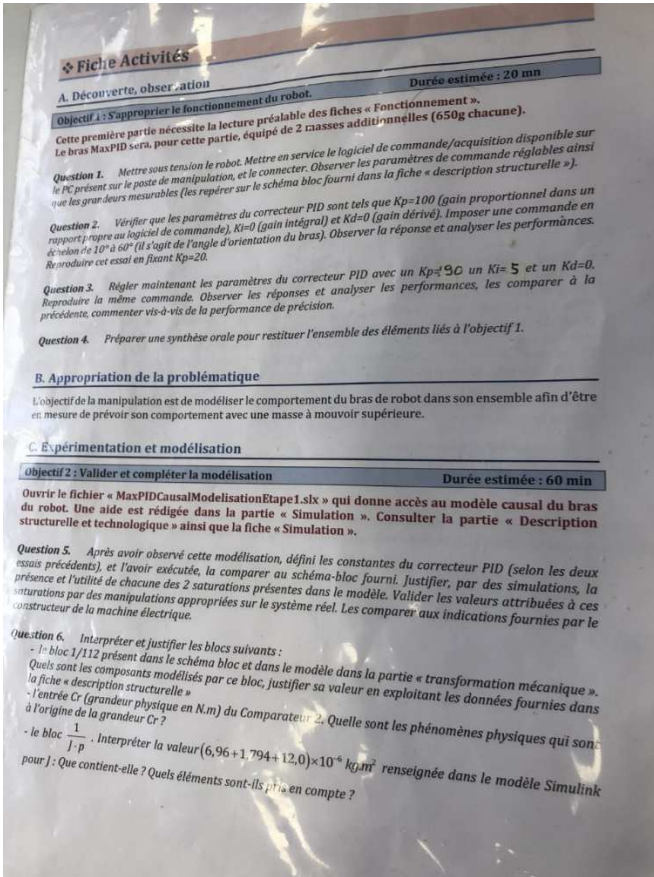 ❖ Fiche Activités
A. Découverte, observation
Objectif 1 : S'approprier le fonctionnement du robot. Durée estimée : 20 mn
Cette première partie nécessite la lecture préalable des fiches « Fonctionnement ».
Le bras MaxPID sera, pour cette partie, équipé de 2 masses additionnelles (650g chacune).
Question 1. Mettre sous tension le robot. Mettre en service le logiciel de commande/acquisition disponible sur
le PC présent sur le poste de manipulation, et le connecter. Observer les paramètres de commande réglables ainsi
que les grandeurs mesurables (les repérer sur le schéma bloc fourni dans la fiche « description structurelle »).
Question 2. Vérifier que les paramètres du correcteur PID sont tels que Kp=100 (gain proportionnel dans un
rapport propre au logiciel de commande), Ki=0 (gain intégral) et Kd=0 (gain dérivé). Imposer une commande en
échelon de 10° à 60° (il s'agit de l'angle d'orientation du bras). Observer la réponse et analyser les performances.
Reproduire cet essai en fixant Kp=20.
Question 3. Régler maintenant les paramètres du correcteur PID avec un Kp=90 un Ki= 5 et un Kd=0.
Reproduire la même commande. Observer les réponses et analyser les performances, les comparer à la
précédente, commenter vis-à-vis de la performance de précision.
Question 4. Préparer une synthèse orale pour restituer l'ensemble des éléments liés à l'objectif 1.
B. Appropriation de la problématique
L'objectif de la manipulation est de modéliser le comportement du bras de robot dans son ensemble afin d'être
en mesure de prévoir son comportement avec une masse à mouvoir supérieure.
C. Expérimentation et modélisation
Objectif 2 : Valider et compléter la modélisation Durée estimée : 60 min
Ouvrir le fichier « MaxPIDCausalModelisationEtape1.slx » qui donne accès au modèle causal du bras
du robot. Une aide est rédigée dans la partie « Simulation ». Consulter la partie « Description
structurelle et technologique » ainsi que la fiche « Simulation ».
Question 5. Après avoir observé cette modélisation, défini les constantes du correcteur PID (selon les deux
essais précédents), et l'avoir exécutée, la comparer au schéma-bloc fourni. Justifier, par des simulations, la
présence et l'utilité de chacune des 2 saturations présentes dans le modèle. Valider les valeurs attribuées à ces
saturations par des manipulations appropriées sur le système réel. Les comparer aux indications fournies par le
constructeur de la machine électrique.
Question 6. Interpréter et justifier les blocs suivants :
- le bloc 1/112 présent dans le schéma bloc et dans le modèle dans la partie « transformation mécanique ».
Quels sont les composants modélisés par ce bloc, justifier sa valeur en exploitant les données fournies dans
la fiche « description structurelle »
- l'entrée Cr (grandeur physique en N.m) du Comparateur 2. Quelle sont les phénomènes physiques qui sont
à l'origine de la grandeur Cr ?
- le bloc 1/(J·p) . Interpréter la valeur (6,96+1,794+12,0)×10⁻⁶ kg.m² renseignée dans le modèle Simulink
pour J : Que contient-elle ? Quels éléments sont-ils pris en compte ?